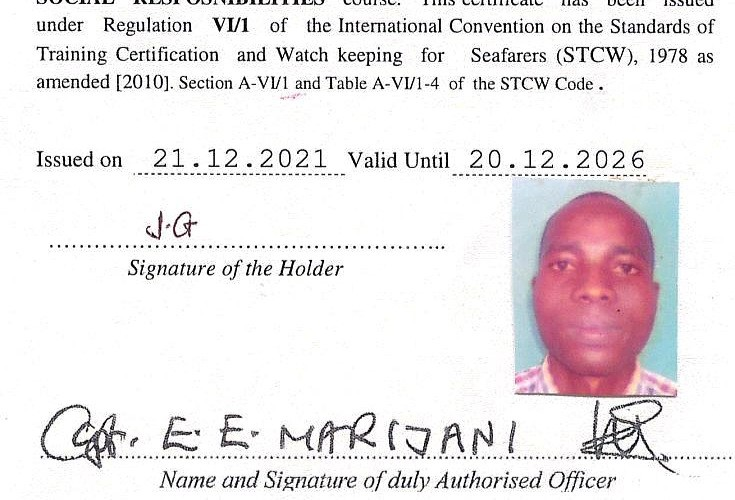 SOCIAL RESPOSNIBILITIES course. This certificate has been issued
under Regulation VI/1 of the International Convention on the Standards of
Training Certification and Watch keeping for Seafarers (STCW), 1978 as
amended [2010]. Section A-VI/1 and Table A-VI/1-4 of the STCW Code .
Issued on 21.12.2021 Valid Until 20.12.2026
J.G
Signature of the Holder
Capt. E. E. MARIJANI
Name and Signature of duly Authorised Officer